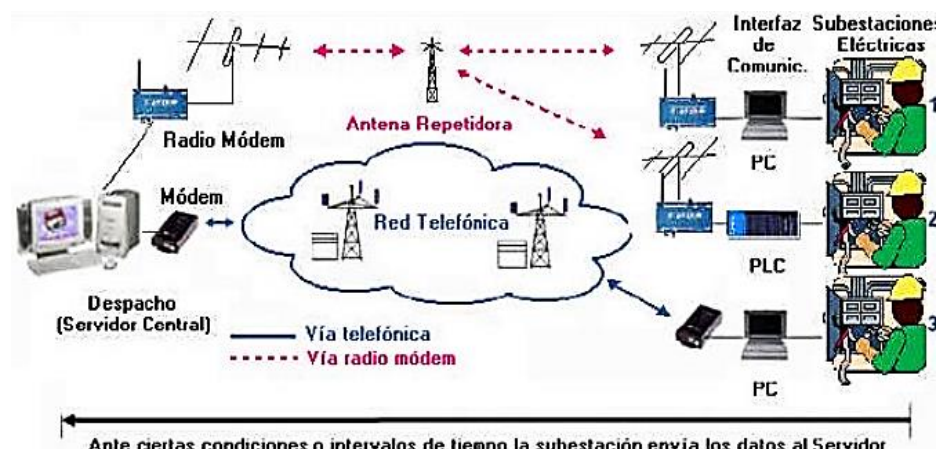 Interfaz
de
Comunic.
Subestaciones
Eléctricas
Antena Repetidora
Radio Módem
1
PC
Módem
Red Telefónica
2
PLC
Despacho
(Servidor Central)
Vía telefónica
Vía radio módem
3
PC
Ante ciertas condiciones o intervalos de tiempo la subestación envía los datos al Servidor